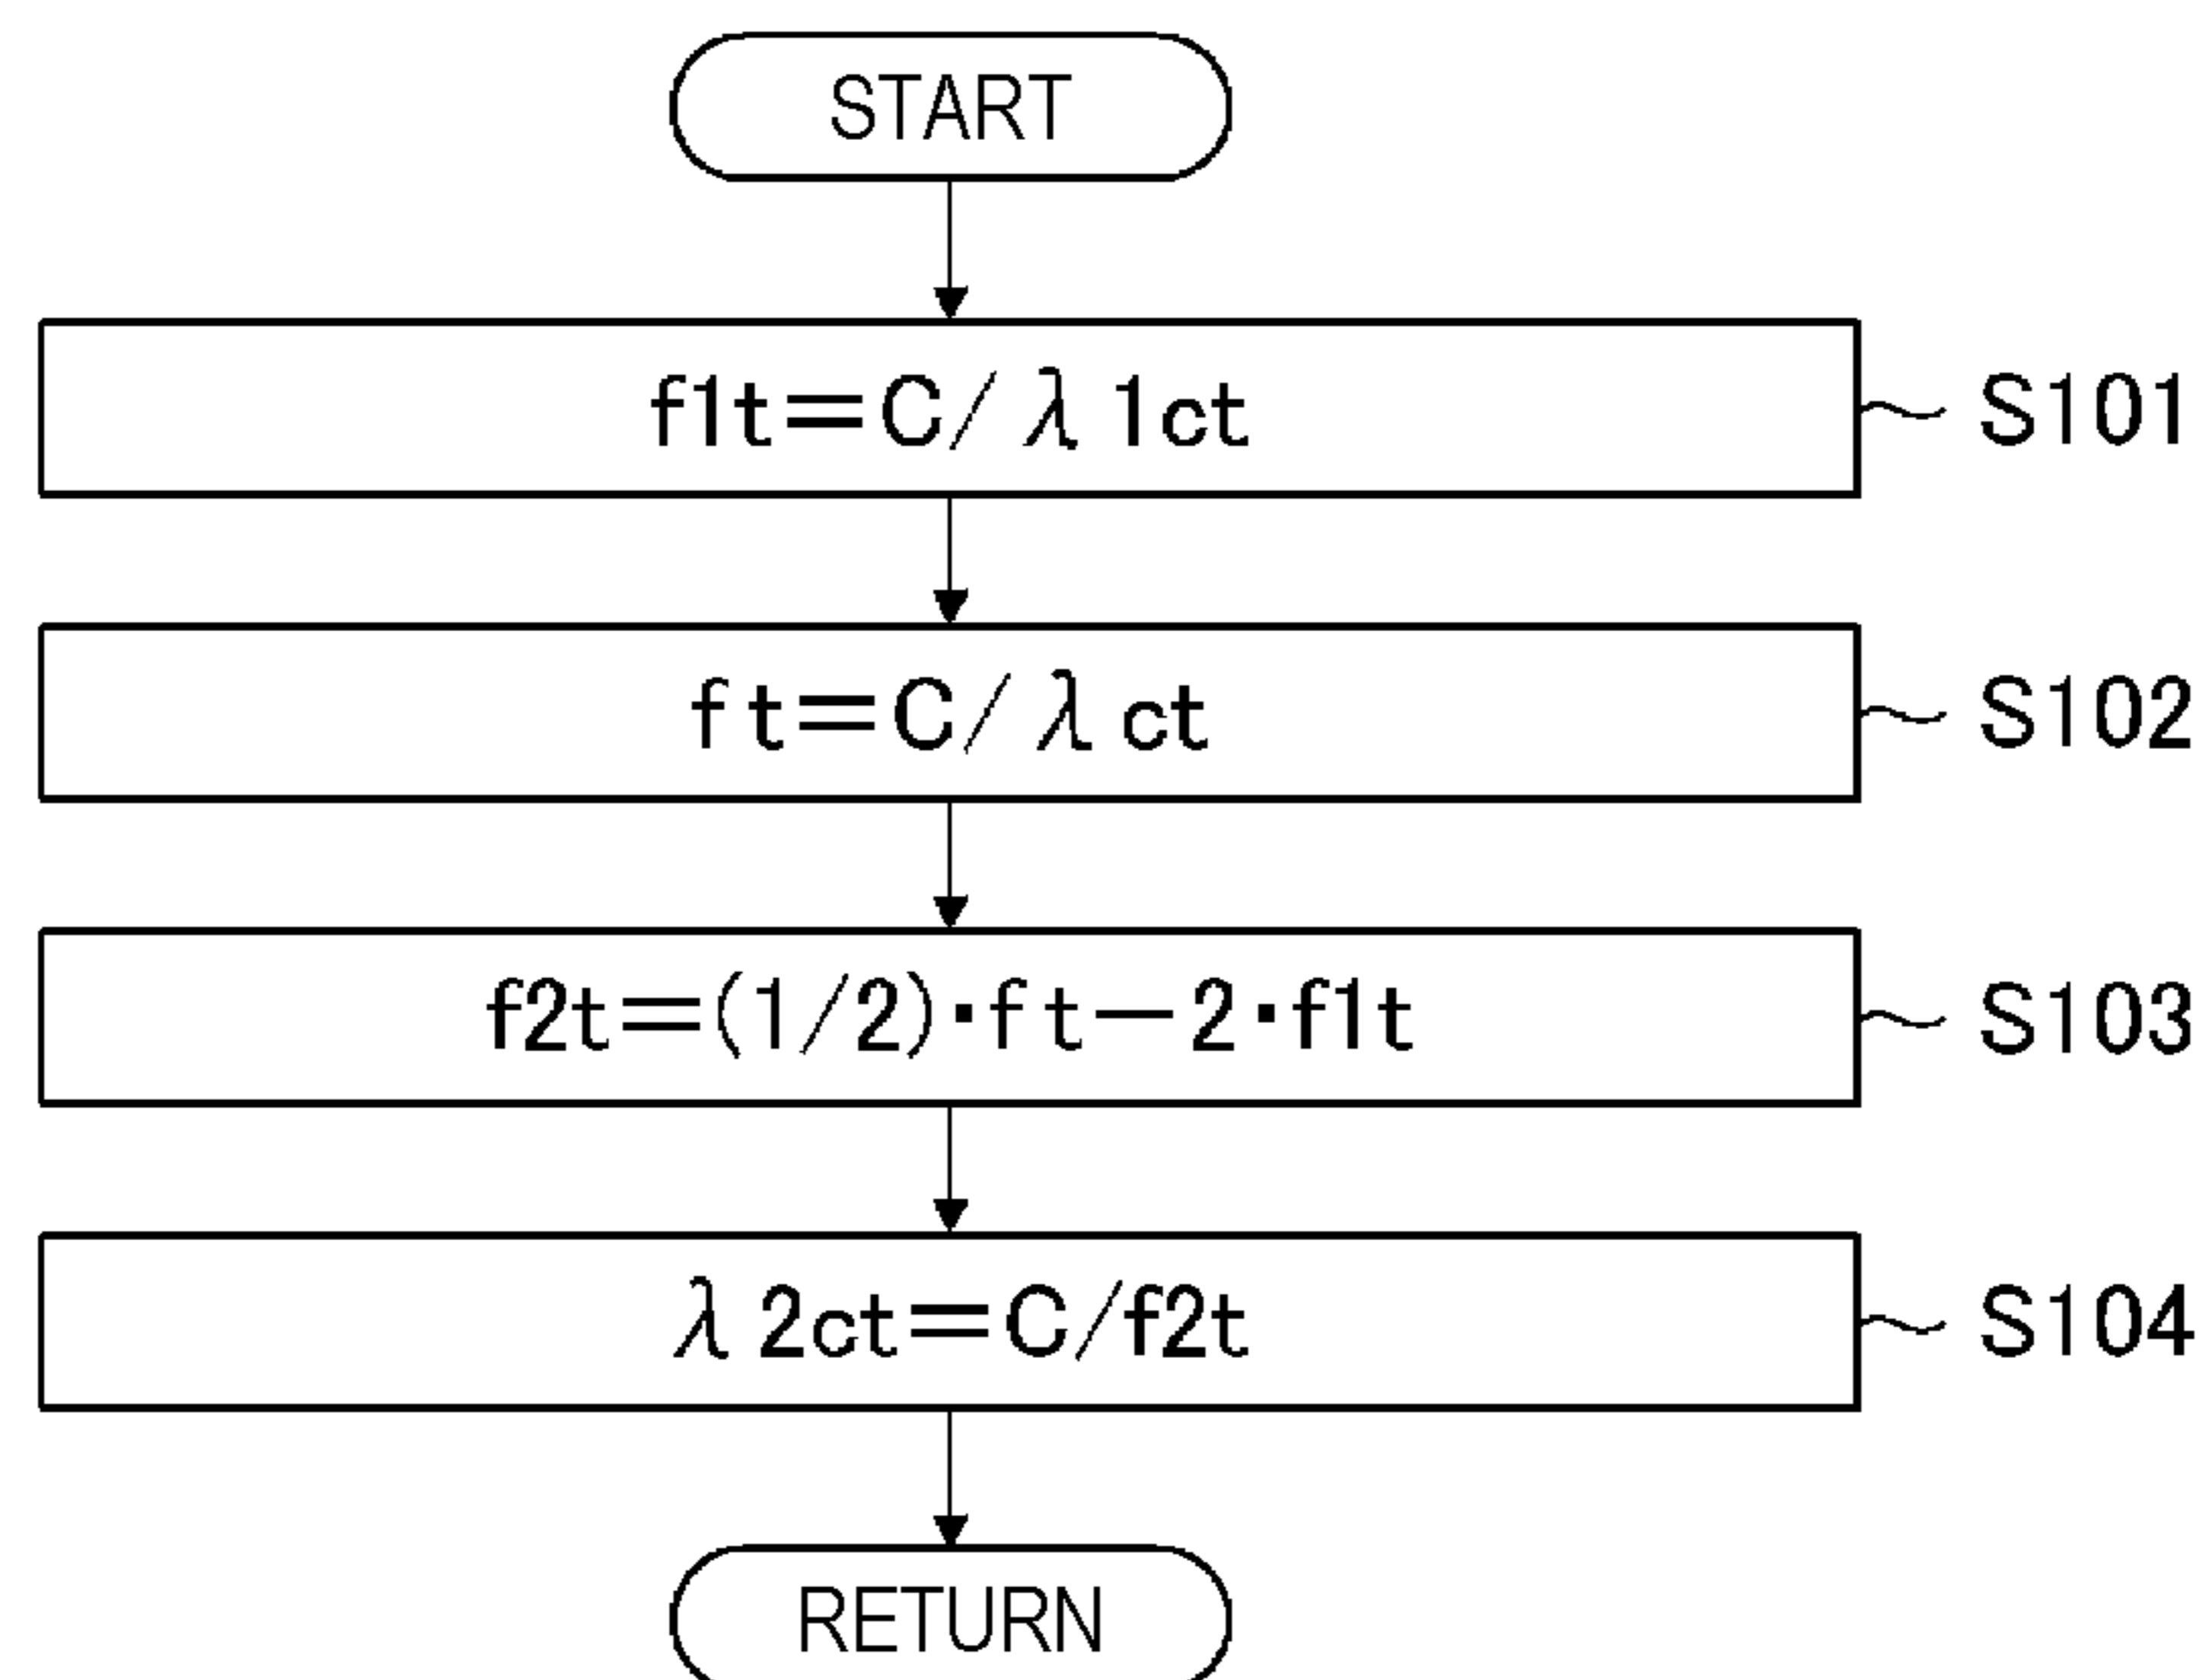 START
f1t=C/λ1ct S101
ft=C/λct S102
f2t=(1/2)・ft−2・f1t S103
λ2ct=C/f2t S104
RETURN